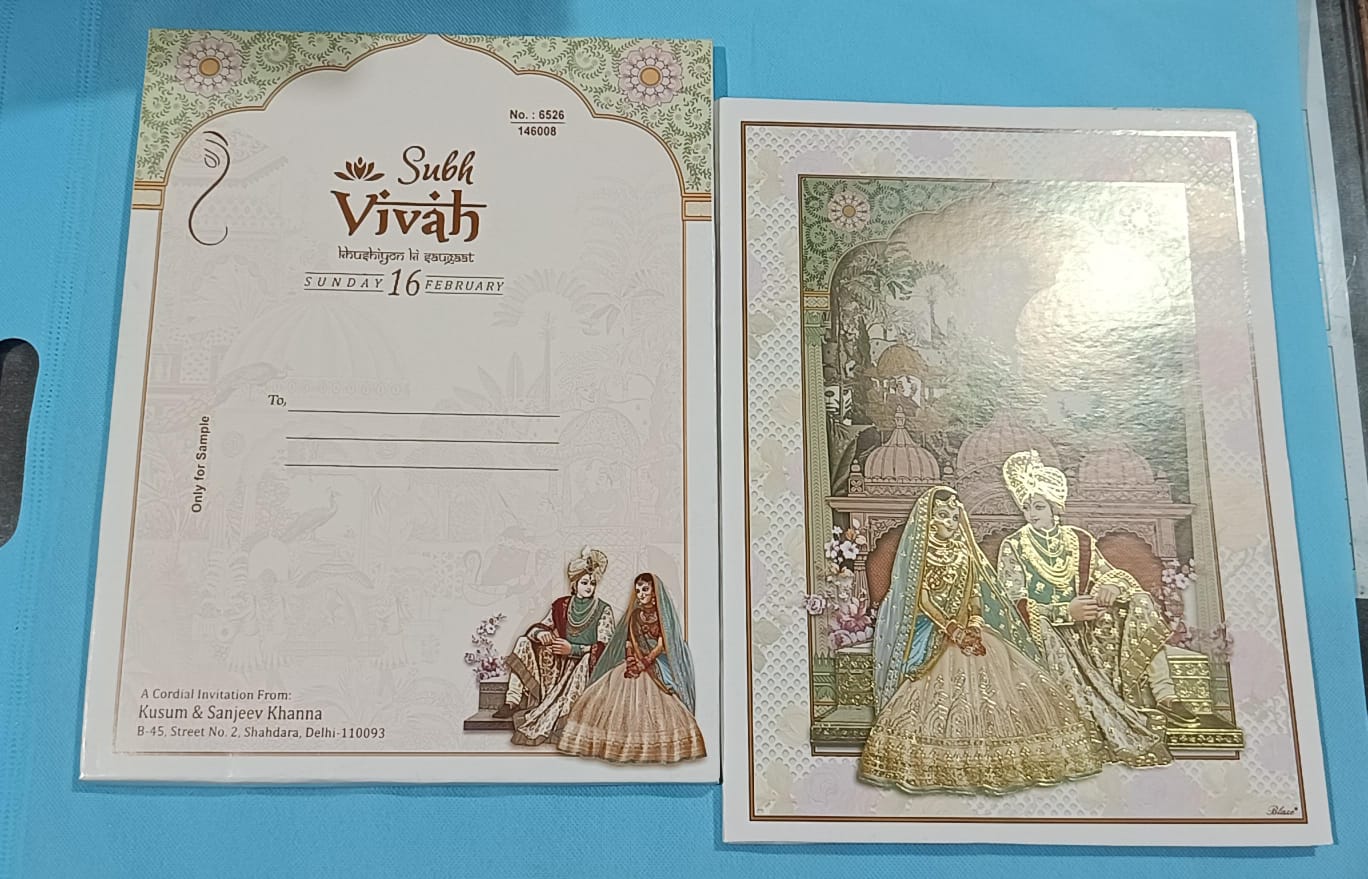 No. : 6526
146008
Subh
Vivah
khushiyon ki saugaat
SUNDAY 16 FEBRUARY
To,
Only for Sample
A Cordial Invitation From:
Kusum & Sanjeev Khanna
B-45, Street No. 2, Shahdara, Delhi-110093
Blaze